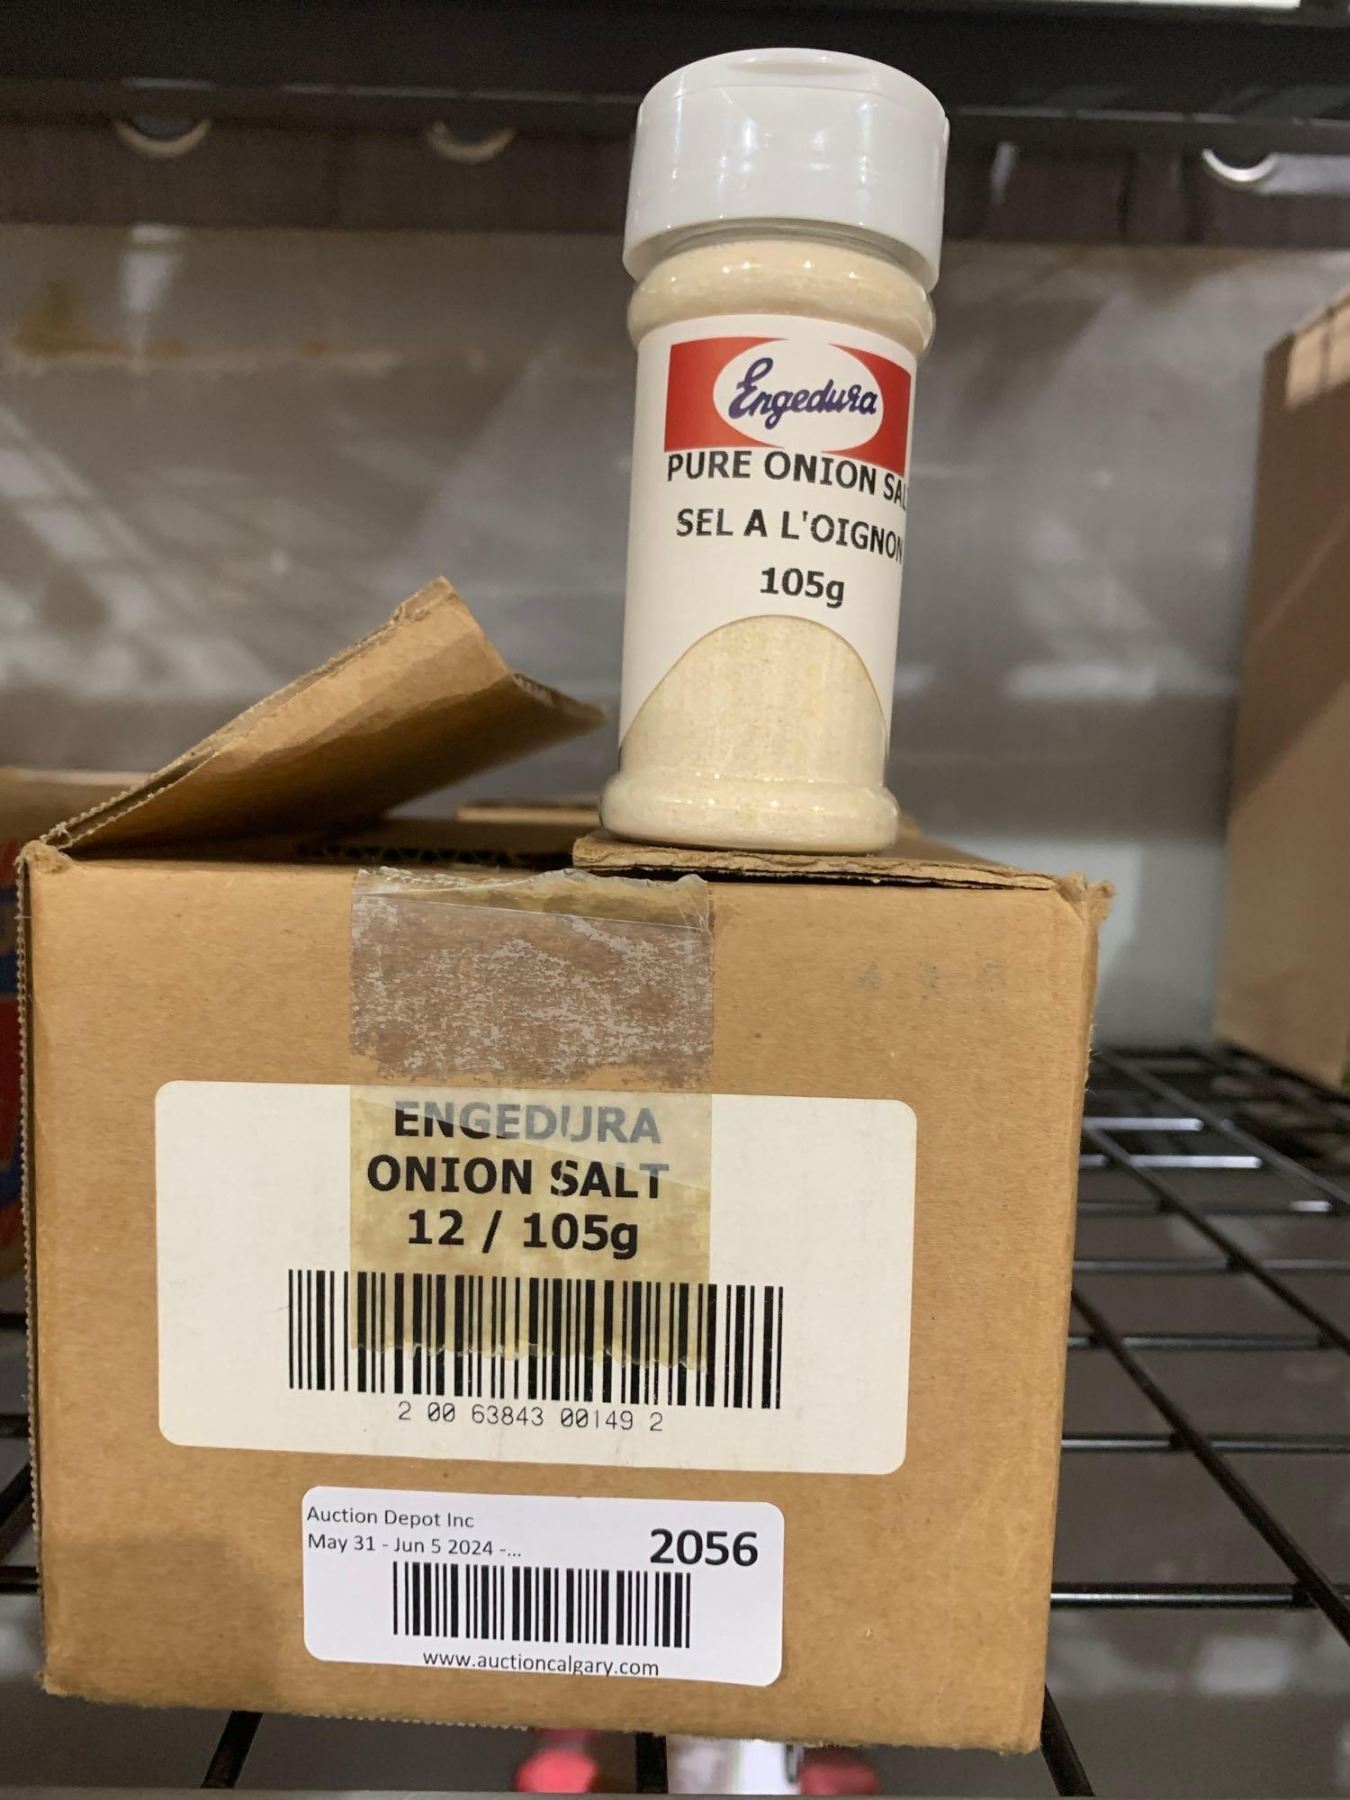 Engedura
PURE ONION SAL
SEL A L'OIGNON
105g
ENGEDURA
ONION SALT
12 / 105g
2 00 63843 00149 2
Auction Depot Inc
May 31 - Jun 5 2024 -...
2056
www.auctioncalgary.com